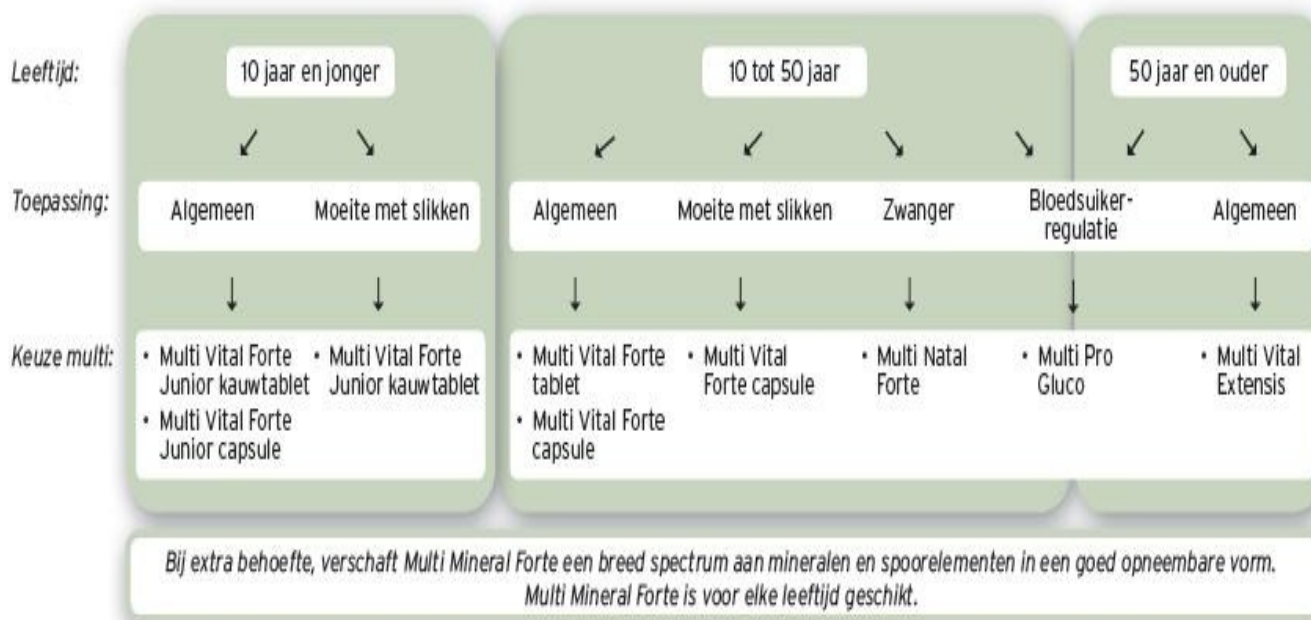 Leeftijd:
10 jaar en jonger
10 tot 50 jaar
50 jaar en ouder
Toepassing:
Algemeen
Moeite met slikken
Algemeen
Moeite met slikken
Zwanger
Bloedsuiker-
regulatie
Algemeen
Keuze multi:
• Multi Vital Forte
Junior kauwtablet
• Multi Vital Forte
Junior capsule
• Multi Vital Forte
Junior kauwtablet
• Multi Vital Forte
tablet
• Multi Vital Forte
capsule
• Multi Vital
Forte capsule
• Multi Natal
Forte
• Multi Pro
Gluco
• Multi Vital
Extensis
Bij extra behoefte, verschaft Multi Mineral Forte een breed spectrum aan mineralen en spoorelementen in een goed opneembare vorm.
Multi Mineral Forte is voor elke leeftijd geschikt.